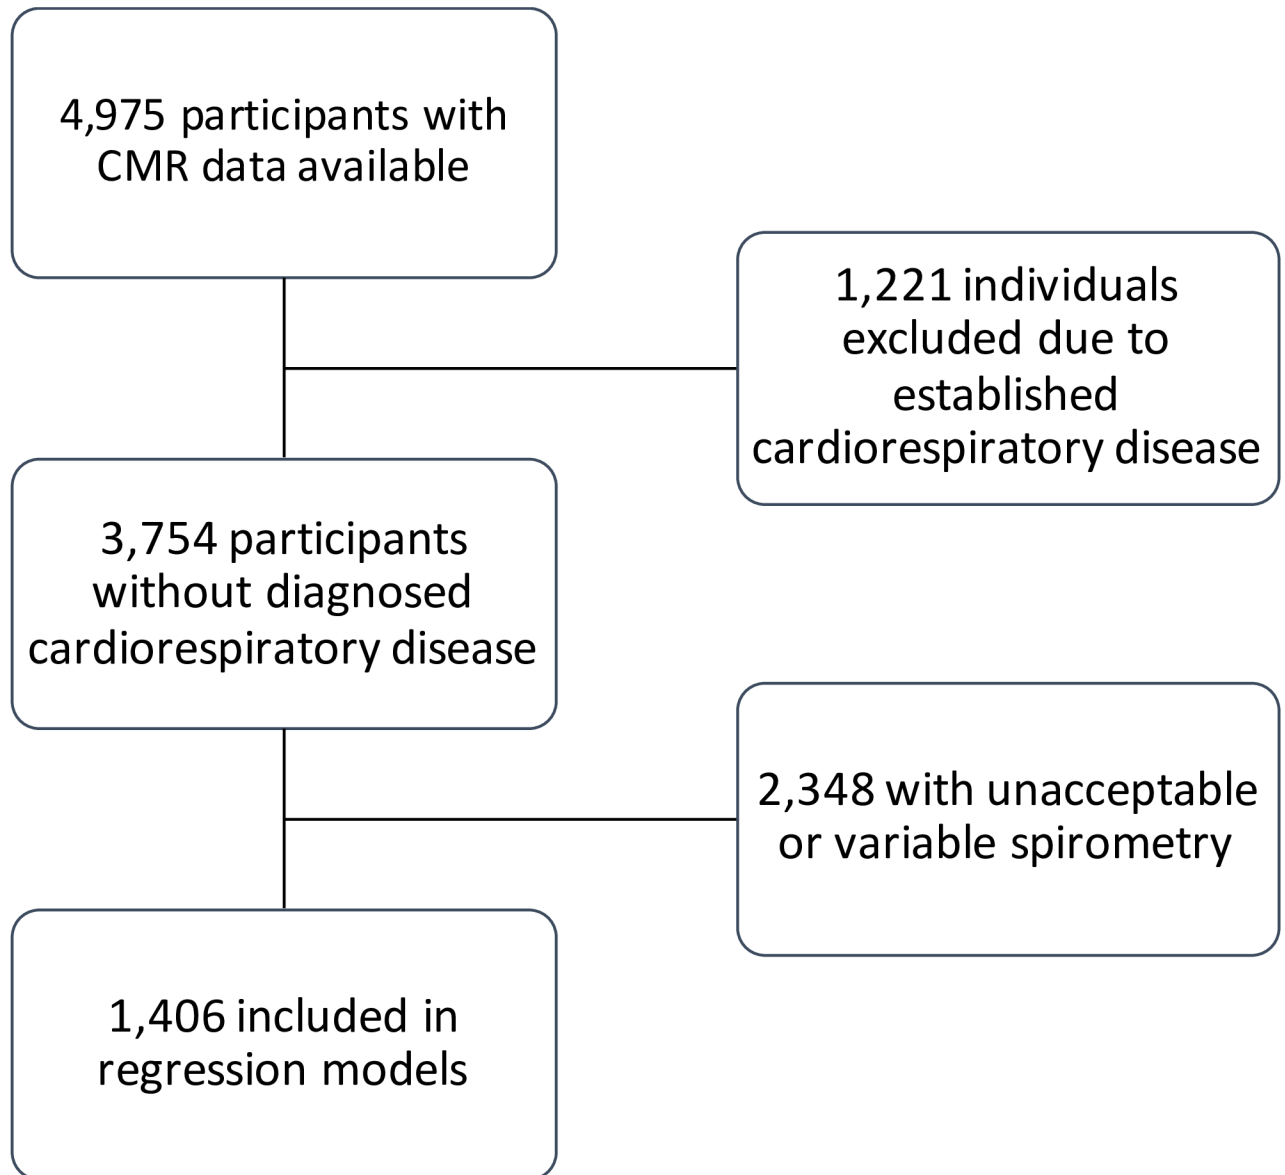 4,975 participants with
CMR data available
1,221 individuals
excluded due to
established
cardiorespiratory disease
3,754 participants
without diagnosed
cardiorespiratory disease
2,348 with unacceptable
or variable spirometry
1,406 included in
regression models